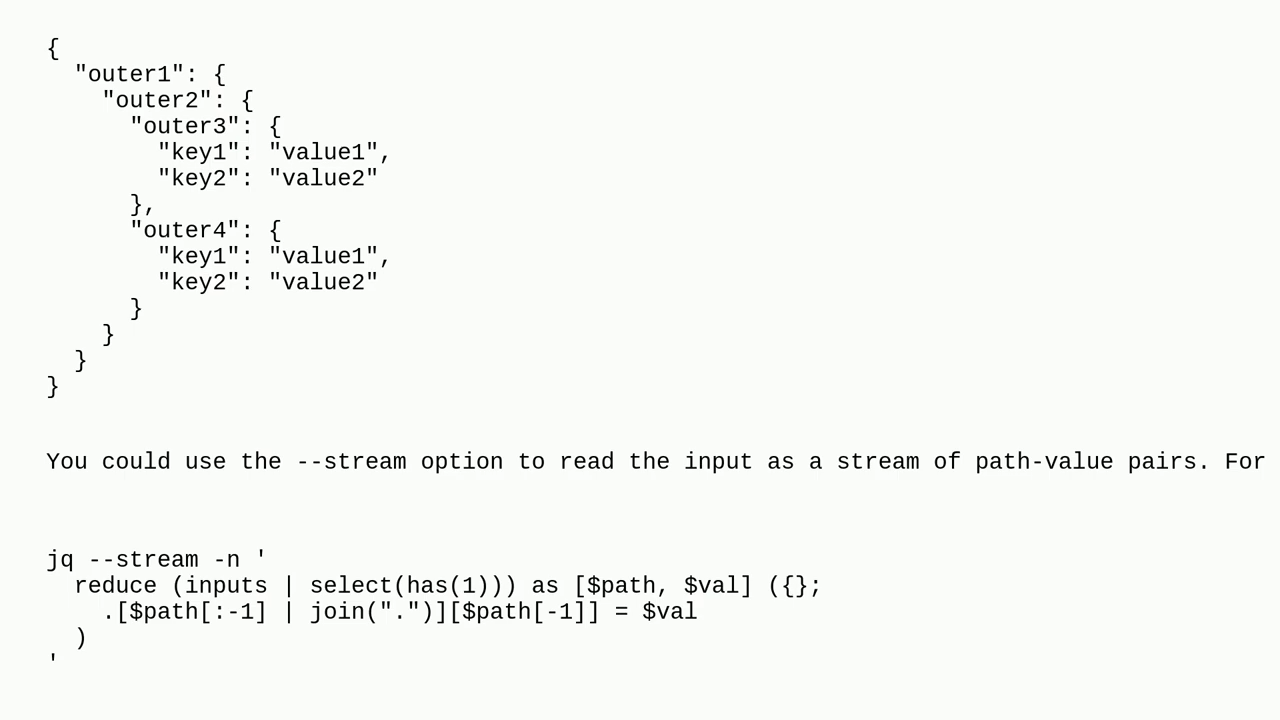 {
  "outer1": {
    "outer2": {
      "outer3": {
        "key1": "value1",
        "key2": "value2"
      },
      "outer4": {
        "key1": "value1",
        "key2": "value2"
      }
    }
  }
}
You could use the --stream option to read the input as a stream of path-value pairs. For
jq --stream -n '
  reduce (inputs | select(has(1))) as [$path, $val] ({};
    .[$path[:-1] | join(".")][$path[-1]] = $val
  )
'